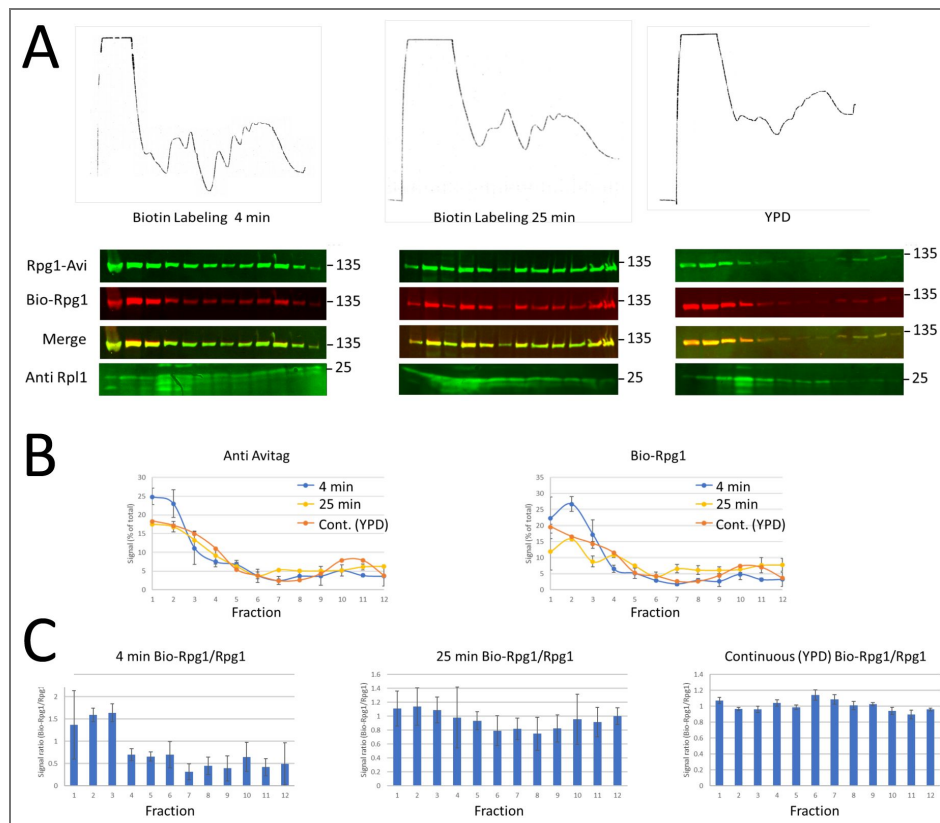 A
Biotin Labeling 4 min
Biotin Labeling 25 min
YPD
Rpg1-Avi
135
135
135
Bio-Rpg1
135
135
135
Merge
135
135
135
Anti Rpl1
25
25
25
B
Anti Avitag
Bio-Rpg1
Signal (% of total)
30
25
20
15
10
5
0
4 min
25 min
Cont. (YPD)
1 2 3 4 5 6 7 8 9 10 11 12
Fraction
Signal (% of total)
35
30
25
20
15
10
5
0
4 min
25 min
Cont. (YPD)
1 2 3 4 5 6 7 8 9 10 11 12
Fraction
C
4 min Bio-Rpg1/Rpg1
25 min Bio-Rpg1/Rpg1
Continuous (YPD) Bio-Rpg1/Rpg1
Signal ratio (Bio-Rpg1/Rpg1)
2
1.5
1
0.5
0
1 2 3 4 5 6 7 8 9 10 11 12
Fraction
Signal ratio (Bio-Rpg1/Rpg1)
1.6
1.4
1.2
1
0.8
0.6
0.4
0.2
0
1 2 3 4 5 6 7 8 9 10 11 12
Fraction
Signal ratio (Bio-Rpg1/Rpg1)
1.4
1.2
1
0.8
0.6
0.4
0.2
0
1 2 3 4 5 6 7 8 9 10 11 12
Fraction